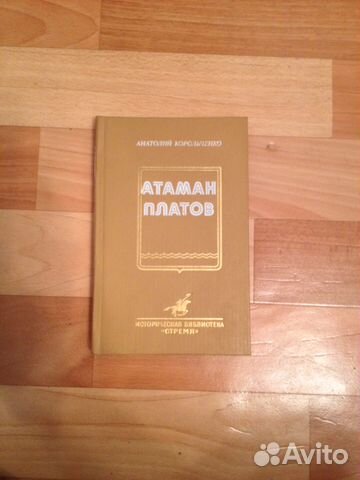 АНАТОЛИЙ КОРОЛЬЧЕНКО
АТАМАН
ПЛАТОВ
ИСТОРИЧЕСКАЯ БИБЛИОТЕКА
«СТРЕМЯ»
Avito